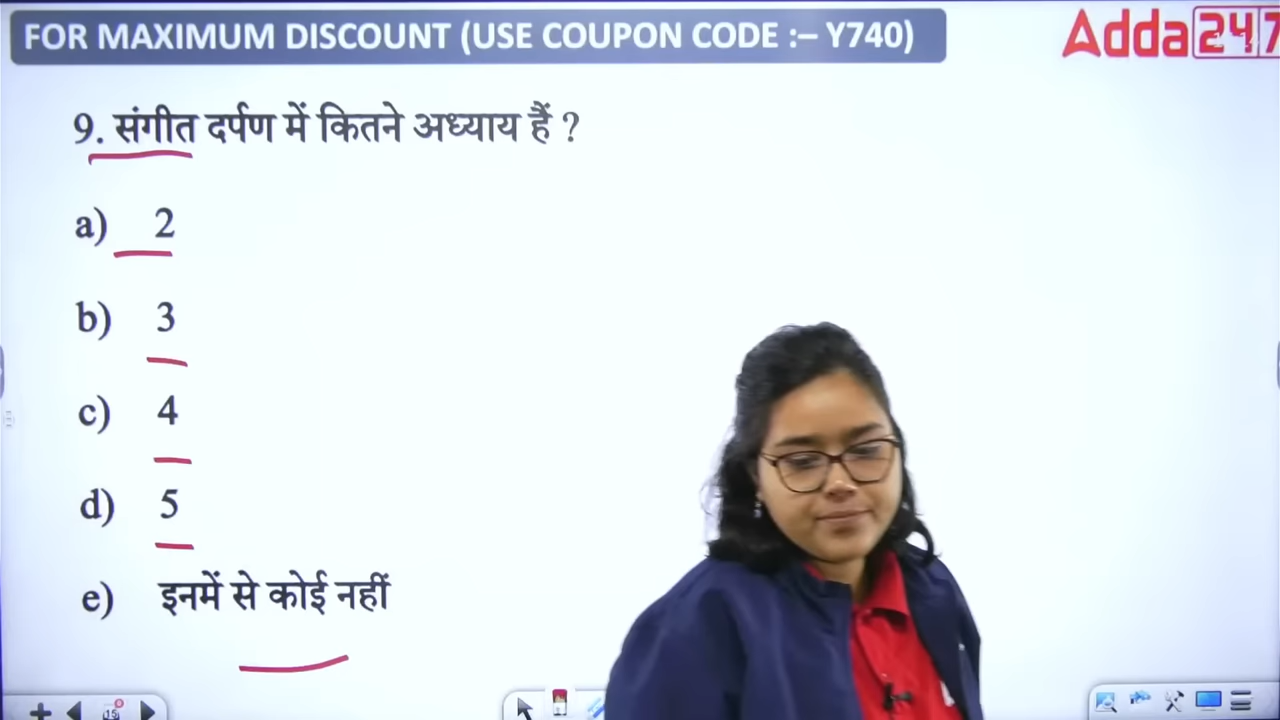 FOR MAXIMUM DISCOUNT (USE COUPON CODE :– Y740)
Adda247
9. संगीत दर्पण में कितने अध्याय हैं ?
a) 2
b) 3
c) 4
d) 5
e) इनमें से कोई नहीं
15